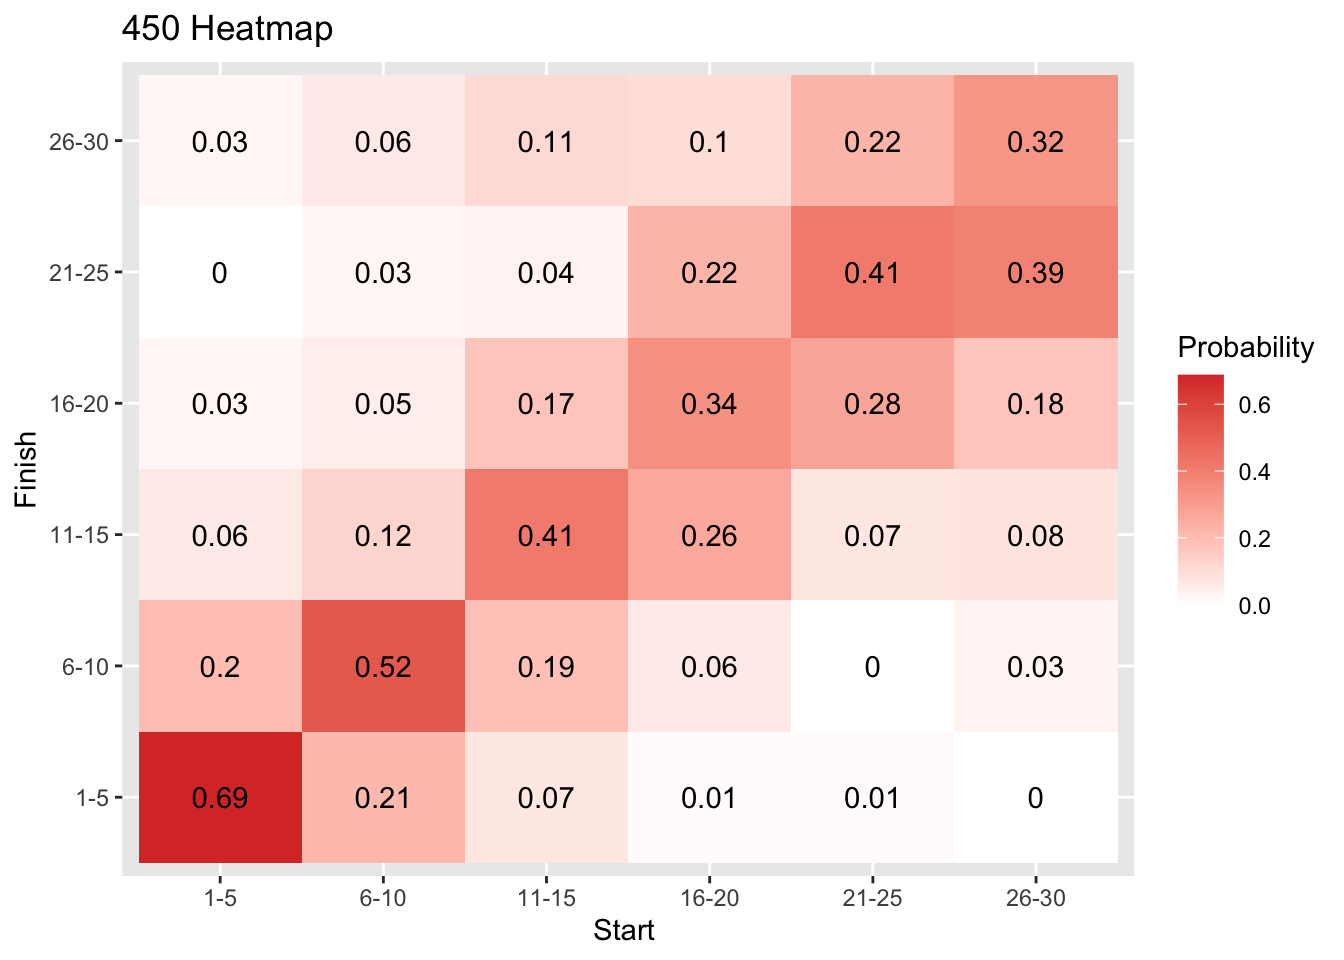 450 Heatmap
26-30 0.03 0.06 0.11 0.1 0.22 0.32
21-25 0 0.03 0.04 0.22 0.41 0.39
16-20 0.03 0.05 0.17 0.34 0.28 0.18
11-15 0.06 0.12 0.41 0.26 0.07 0.08
6-10 0.2 0.52 0.19 0.06 0 0.03
1-5 0.69 0.21 0.07 0.01 0.01 0
1-5 6-10 11-15 16-20 21-25 26-30
Start
Finish
Probability
0.6
0.4
0.2
0.0